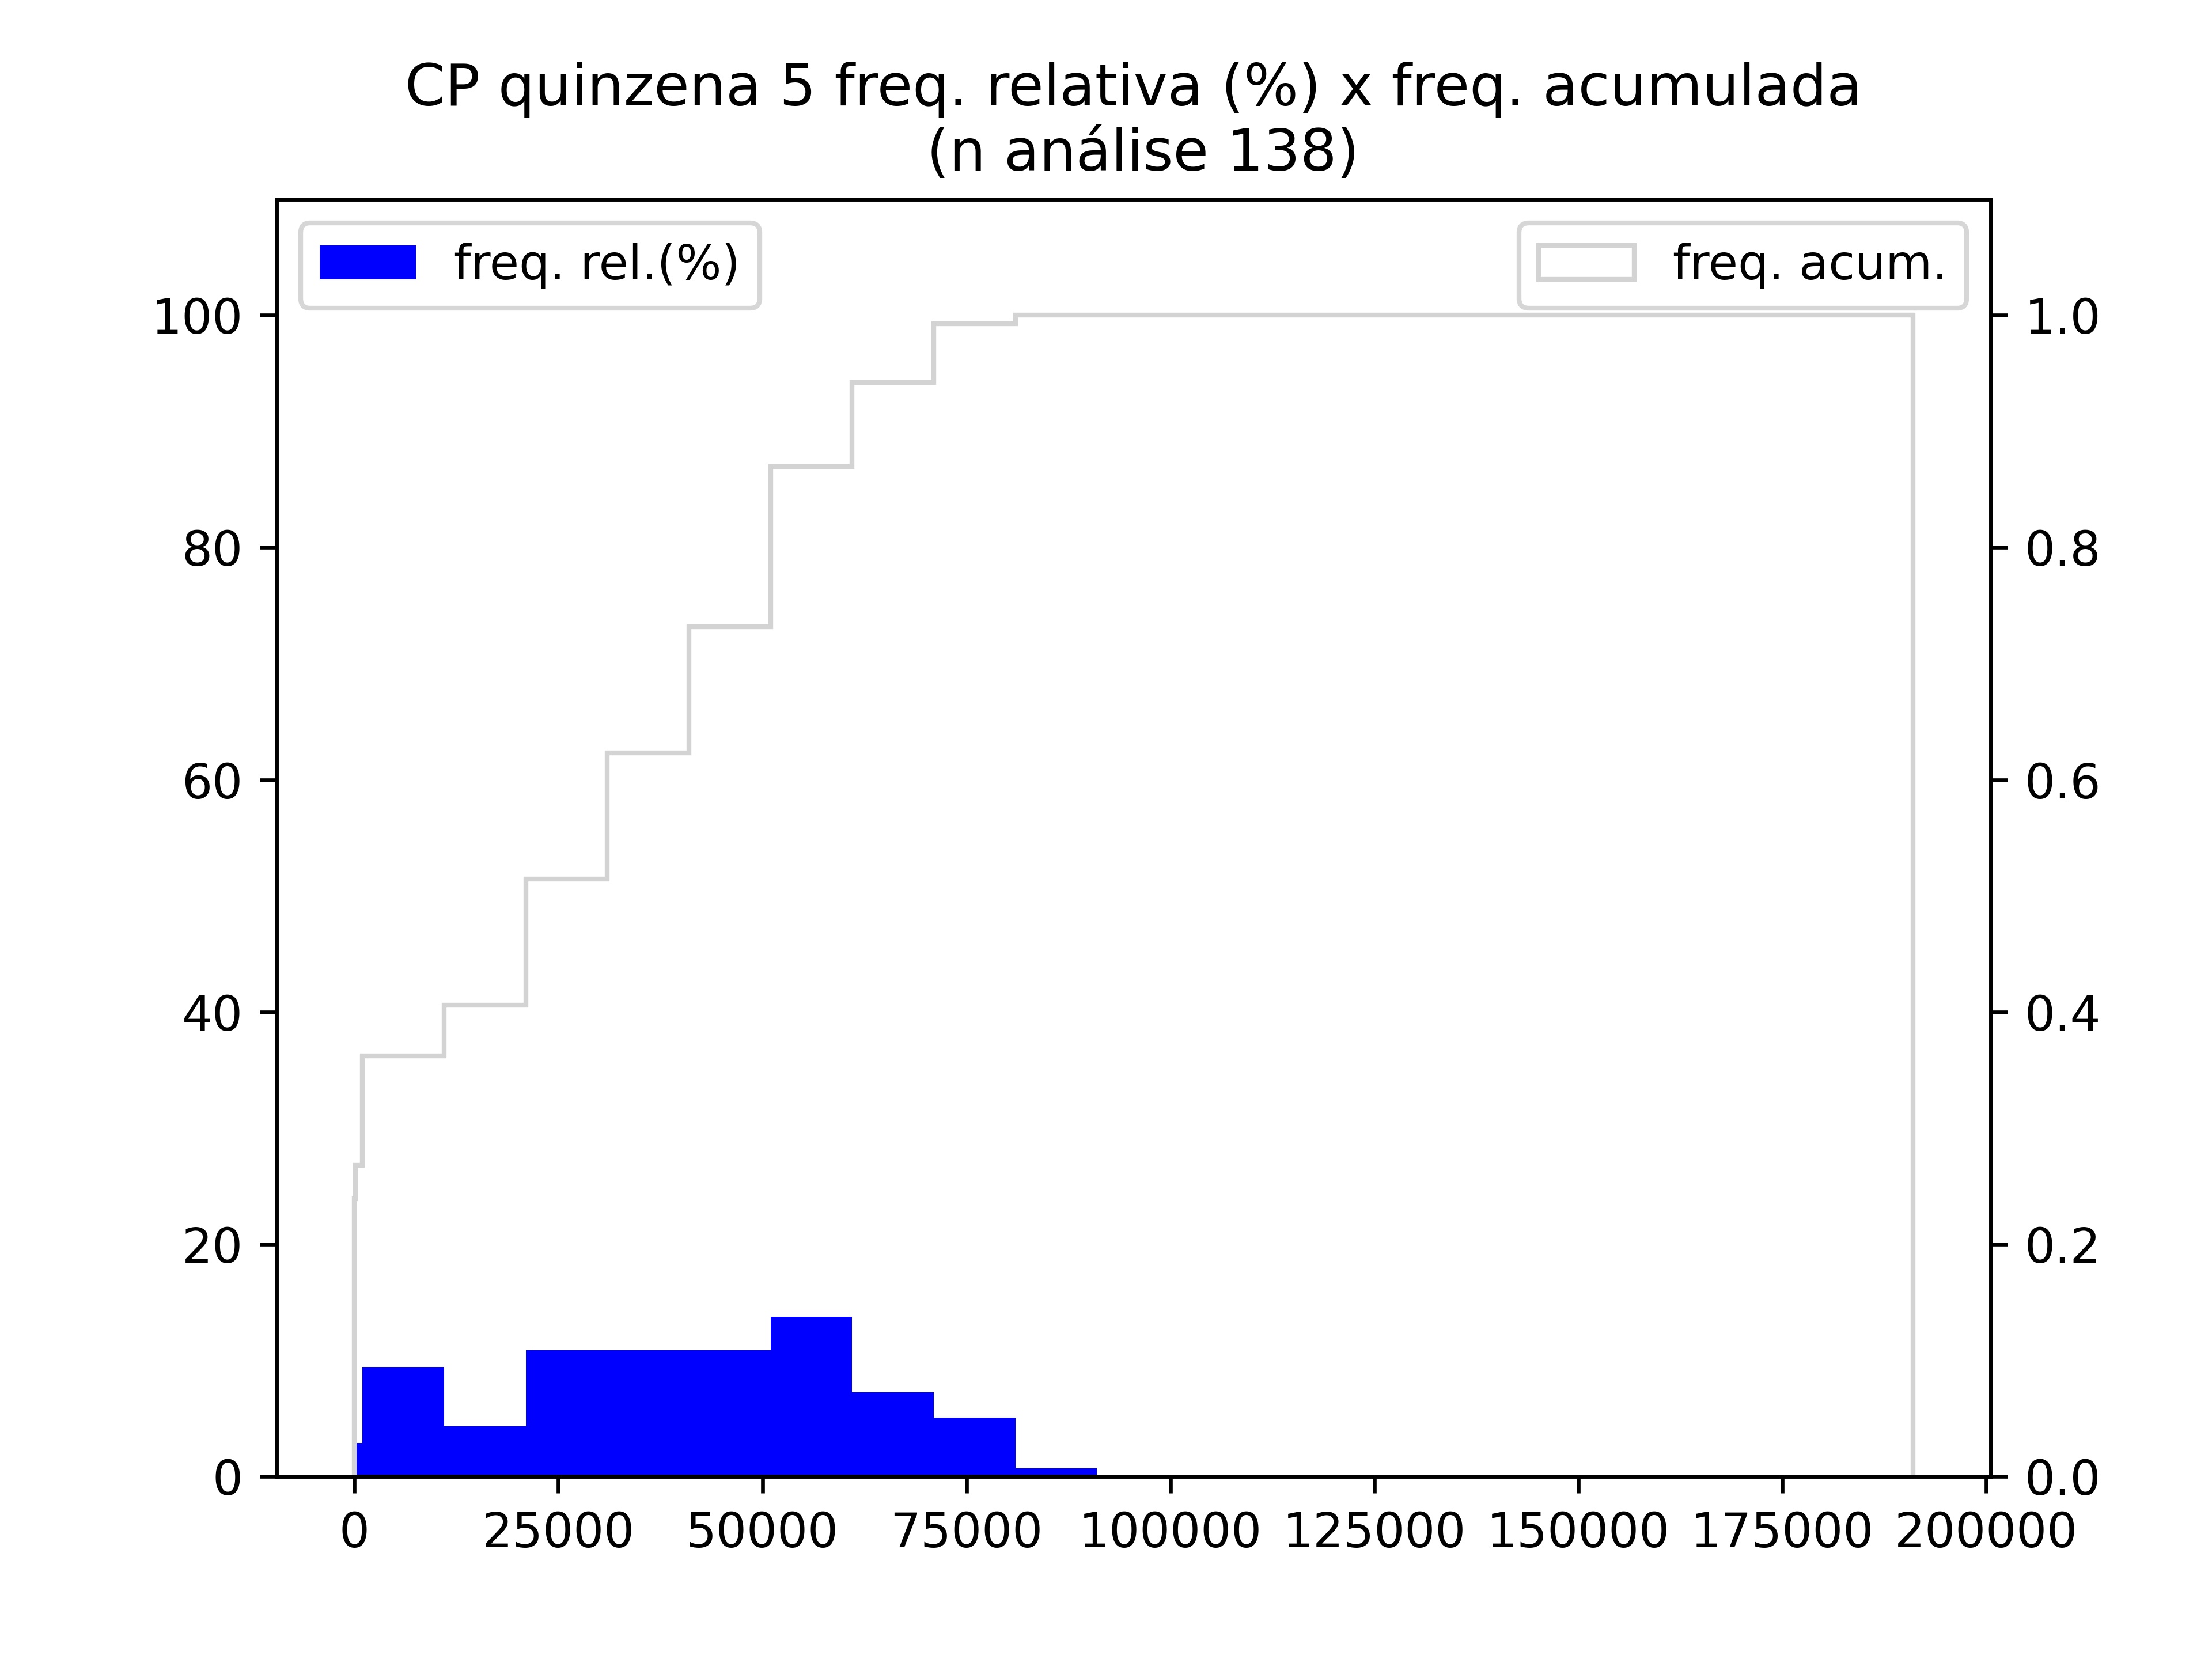 CP quinzena 5 freq. relativa (%) x freq. acumulada
(n análise 138)
freq. rel.(%)
freq. acum.
100
80
60
40
20
0
1.0
0.8
0.6
0.4
0.2
0.0
0 25000 50000 75000 100000 125000 150000 175000 200000